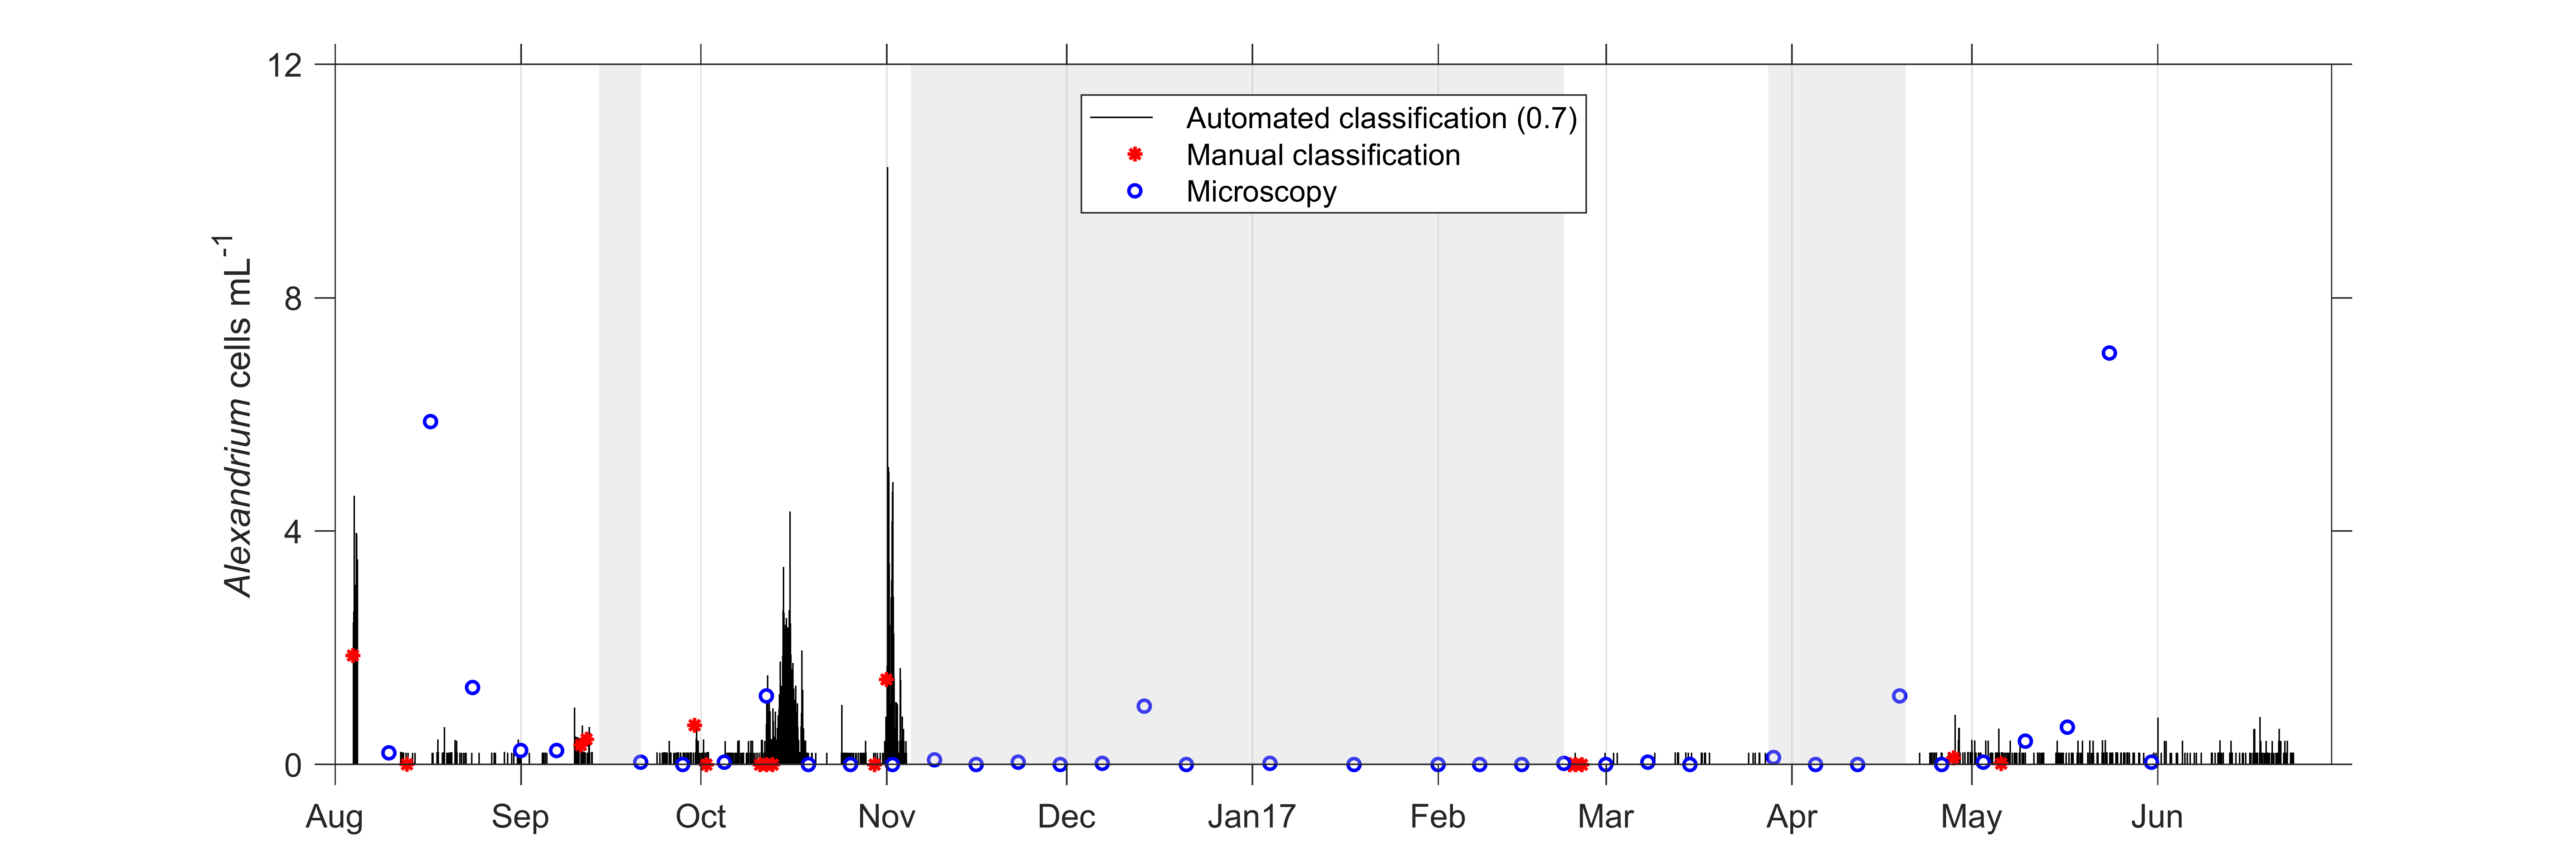 12
8
4
0
Alexandrium cells mL-1
Automated classification (0.7)
Manual classification
Microscopy
Aug Sep Oct Nov Dec Jan17 Feb Mar Apr May Jun